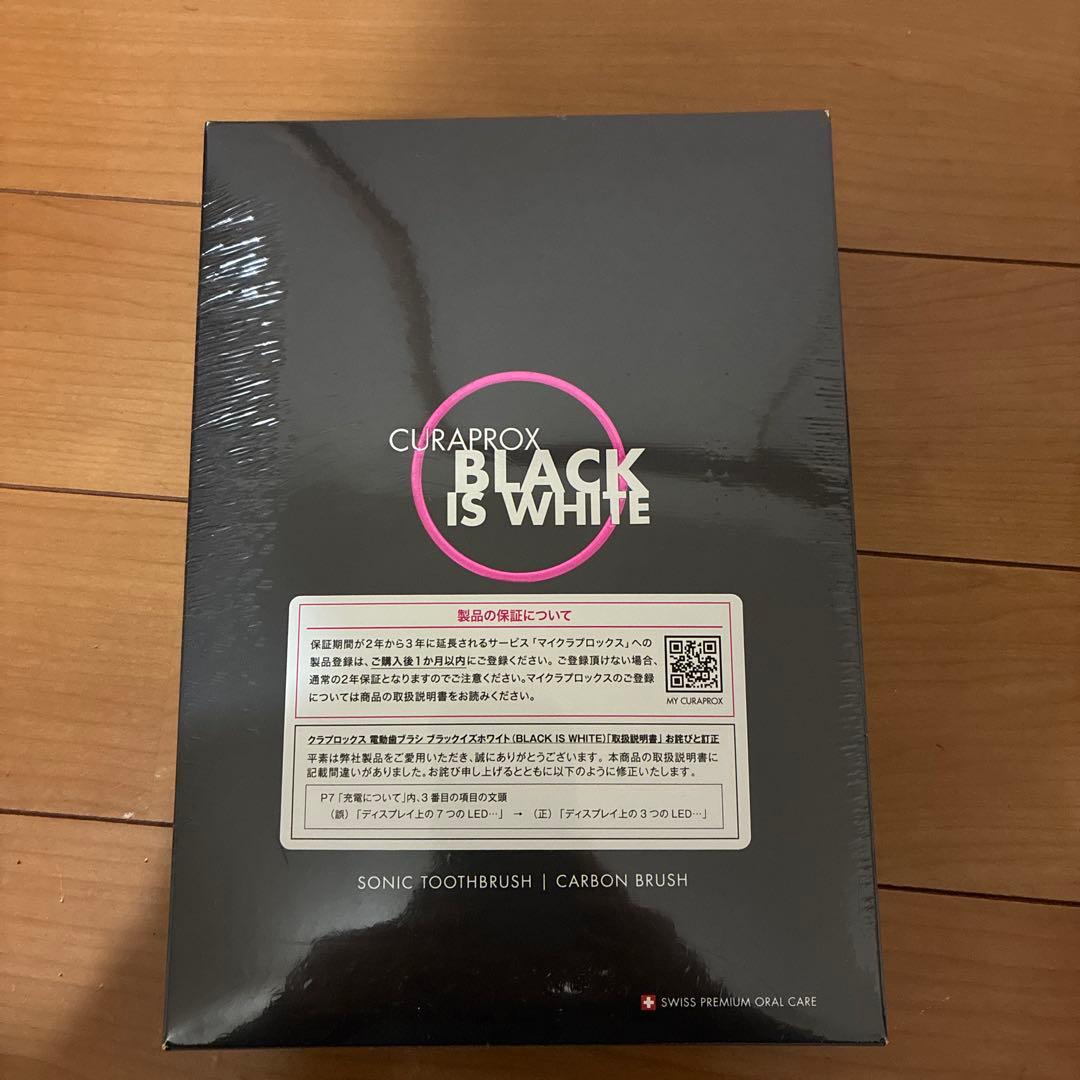 CURAPROX
BLACK
IS WHITE
製品の保証について
保証期間が2年から3年に延長されるサービス「マイクラプロックス」への
製品登録は、ご購入後1か月以内にご登録ください。ご登録頂けない場合、
通常の2年保証となりますのでご注意ください。マイクラプロックスのご登録
については商品の取扱説明書をお読みください。
MY CURAPROX
クラプロックス 電動歯ブラシ ブラックイズホワイト(BLACK IS WHITE)「取扱説明書」お詫びと訂正
平素は弊社製品をご愛用いただき、誠にありがとうございます。本商品の取扱説明書に
記載間違いがありました。お詫び申し上げるとともに以下のように修正いたします。
P7「充電について」内、3番目の項目の文頭
(誤)「ディスプレイ上の7つのLED…」 → (正)「ディスプレイ上の3つのLED…」
SONIC TOOTHBRUSH | CARBON BRUSH
SWISS PREMIUM ORAL CARE